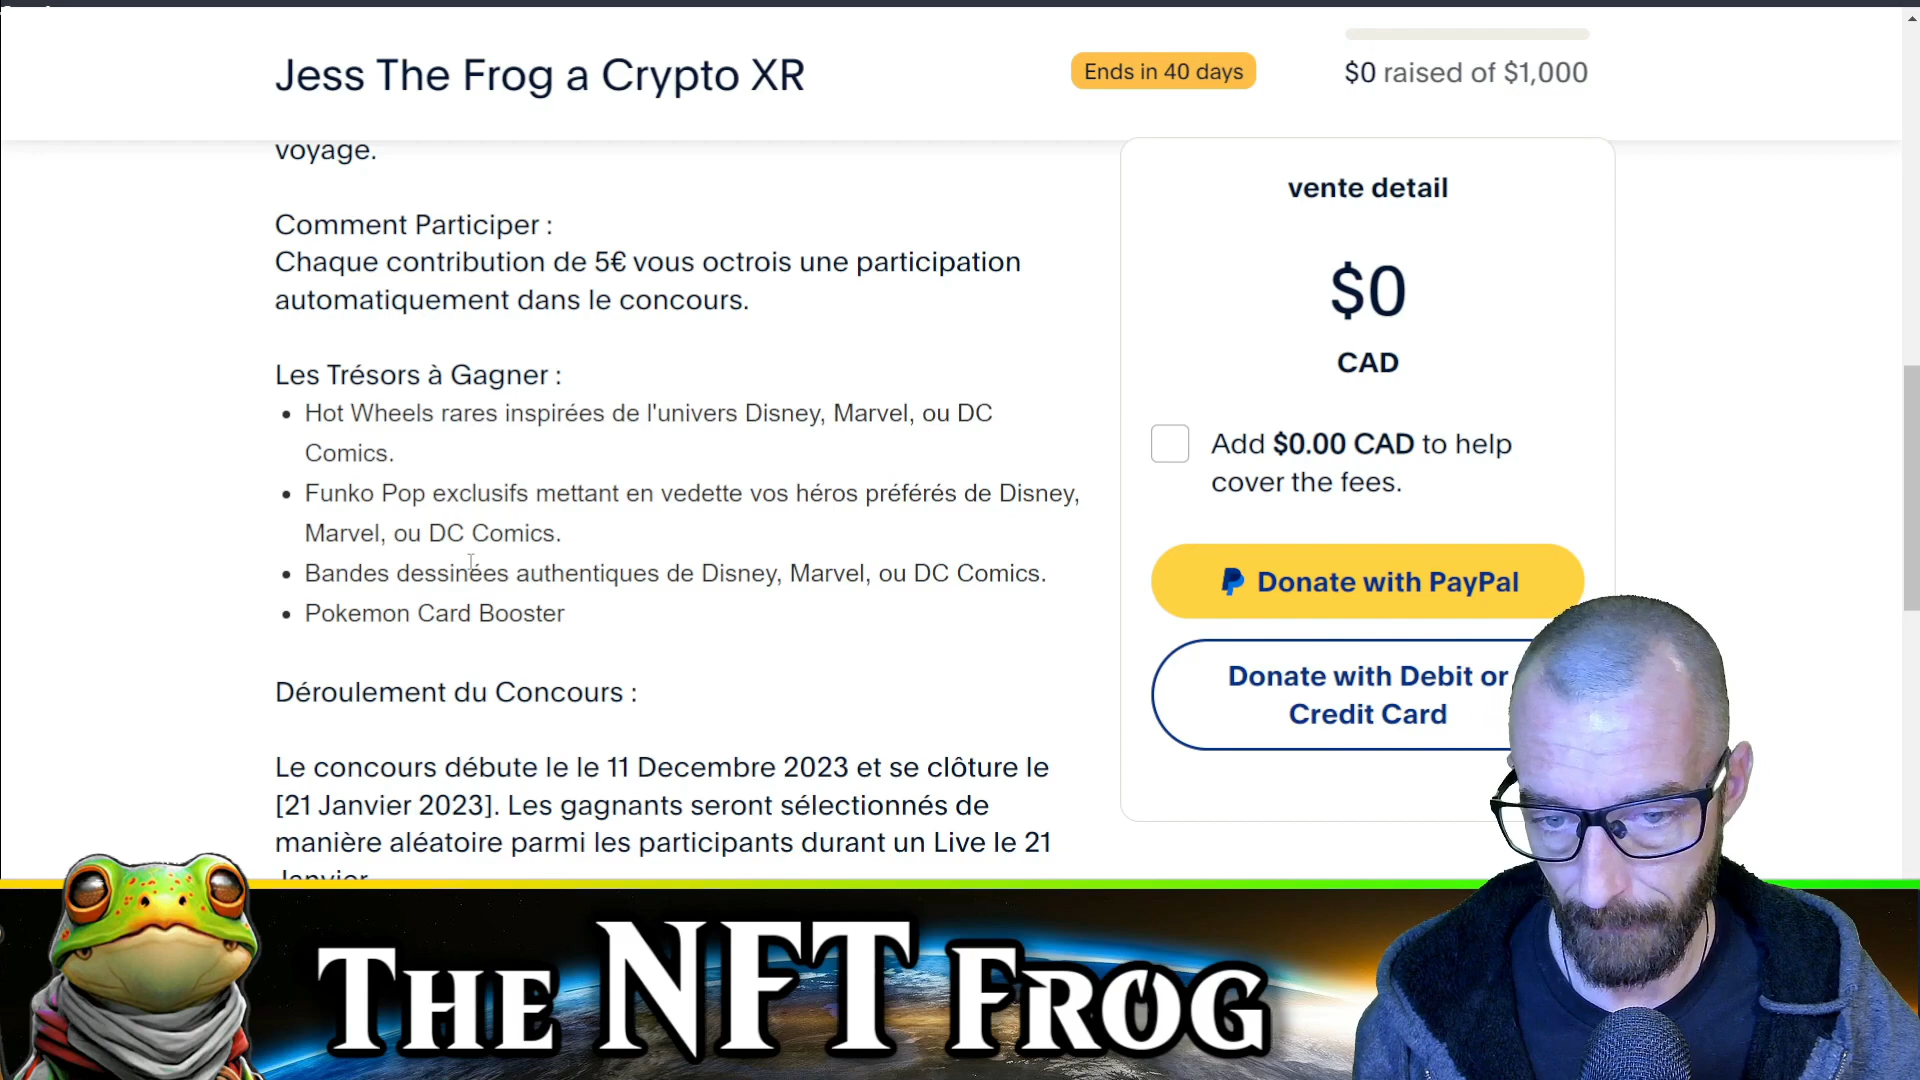 Jess The Frog a Crypto XR
Ends in 40 days
$0 raised of $1,000
voyage.
Comment Participer :
Chaque contribution de 5€ vous octrois une participation
automatiquement dans le concours.
Les Trésors à Gagner :
• Hot Wheels rares inspirées de l'univers Disney, Marvel, ou DC
Comics.
• Funko Pop exclusifs mettant en vedette vos héros préférés de Disney,
Marvel, ou DC Comics.
• Bandes dessinées authentiques de Disney, Marvel, ou DC Comics.
• Pokemon Card Booster
Déroulement du Concours :
Le concours débute le le 11 Decembre 2023 et se clôture le
[21 Janvier 2023]. Les gagnants seront sélectionnés de
manière aléatoire parmi les participants durant un Live le 21
Janvier
vente detail
$0
CAD
Add $0.00 CAD to help
cover the fees.
Donate with PayPal
Donate with Debit or
Credit Card
THE NFT FROG